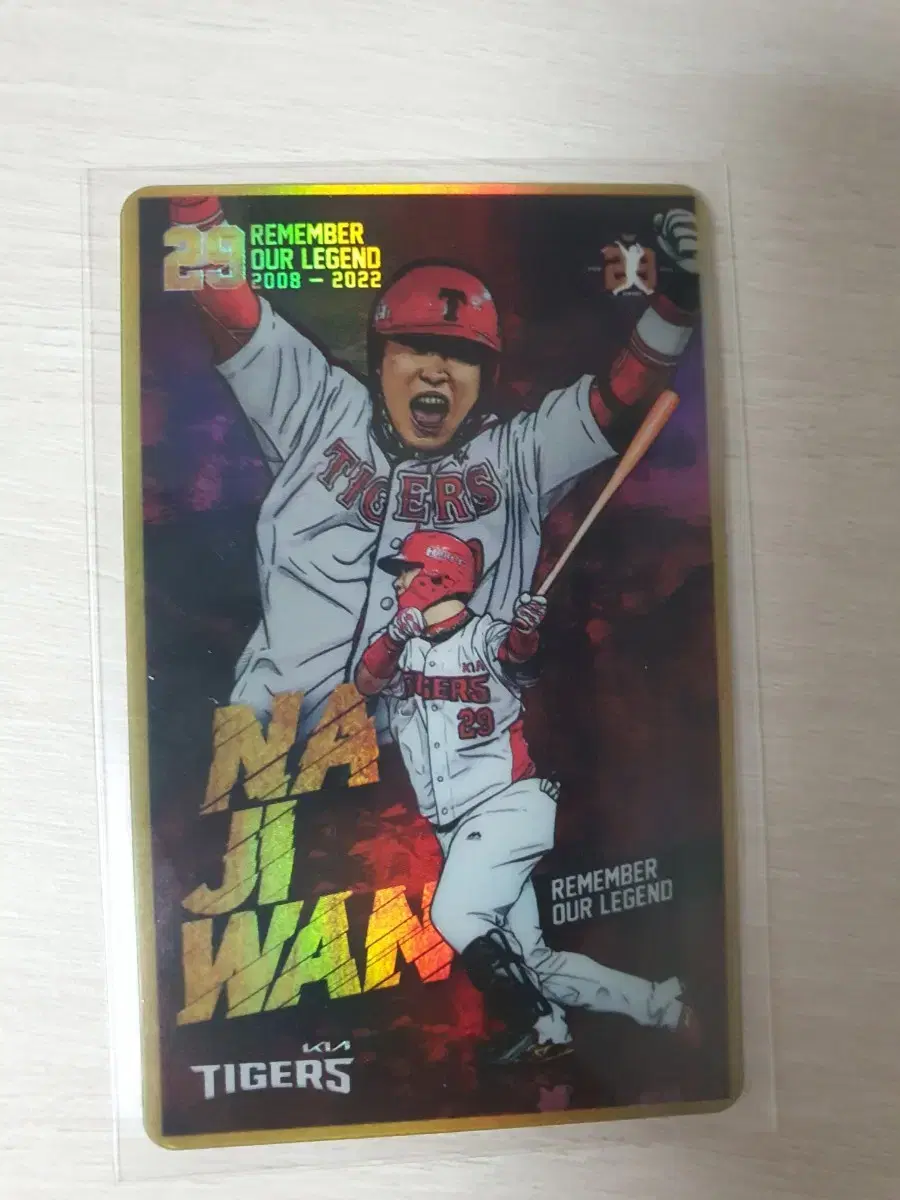 29
REMEMBER
OUR LEGEND
2008 – 2022
T
TIGERS
KIA
TIGERS
29
NA
JI
WAN
REMEMBER
OUR LEGEND
KIA
TIGERS